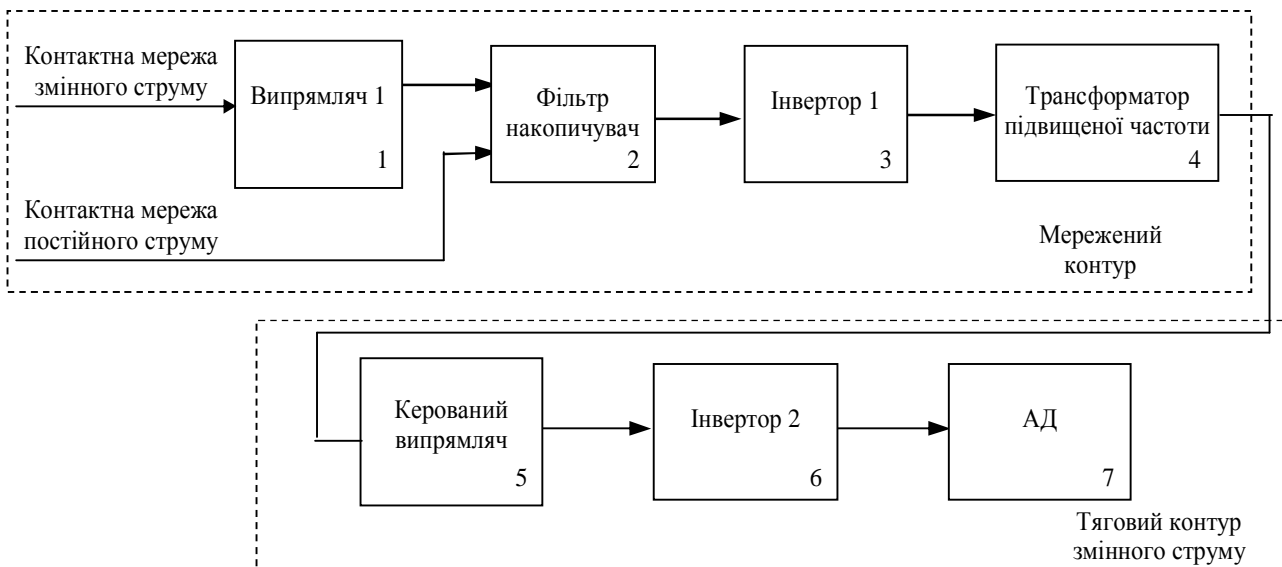 Контактна мережа
змінного струму
Випрямляч 1
1
Фільтр
накопичувач
2
Інвертор 1
3
Трансформатор
підвищеної частоти
4
Контактна мережа
постійного струму
Мережений
контур
Керований
випрямляч
5
Інвертор 2
6
АД
7
Тяговий контур
змінного струму